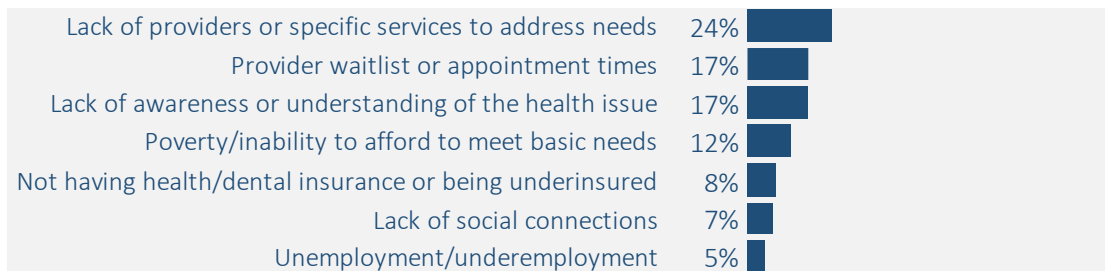 Lack of providers or specific services to address needs 24%
Provider waitlist or appointment times 17%
Lack of awareness or understanding of the health issue 17%
Poverty/inability to afford to meet basic needs 12%
Not having health/dental insurance or being underinsured 8%
Lack of social connections 7%
Unemployment/underemployment 5%